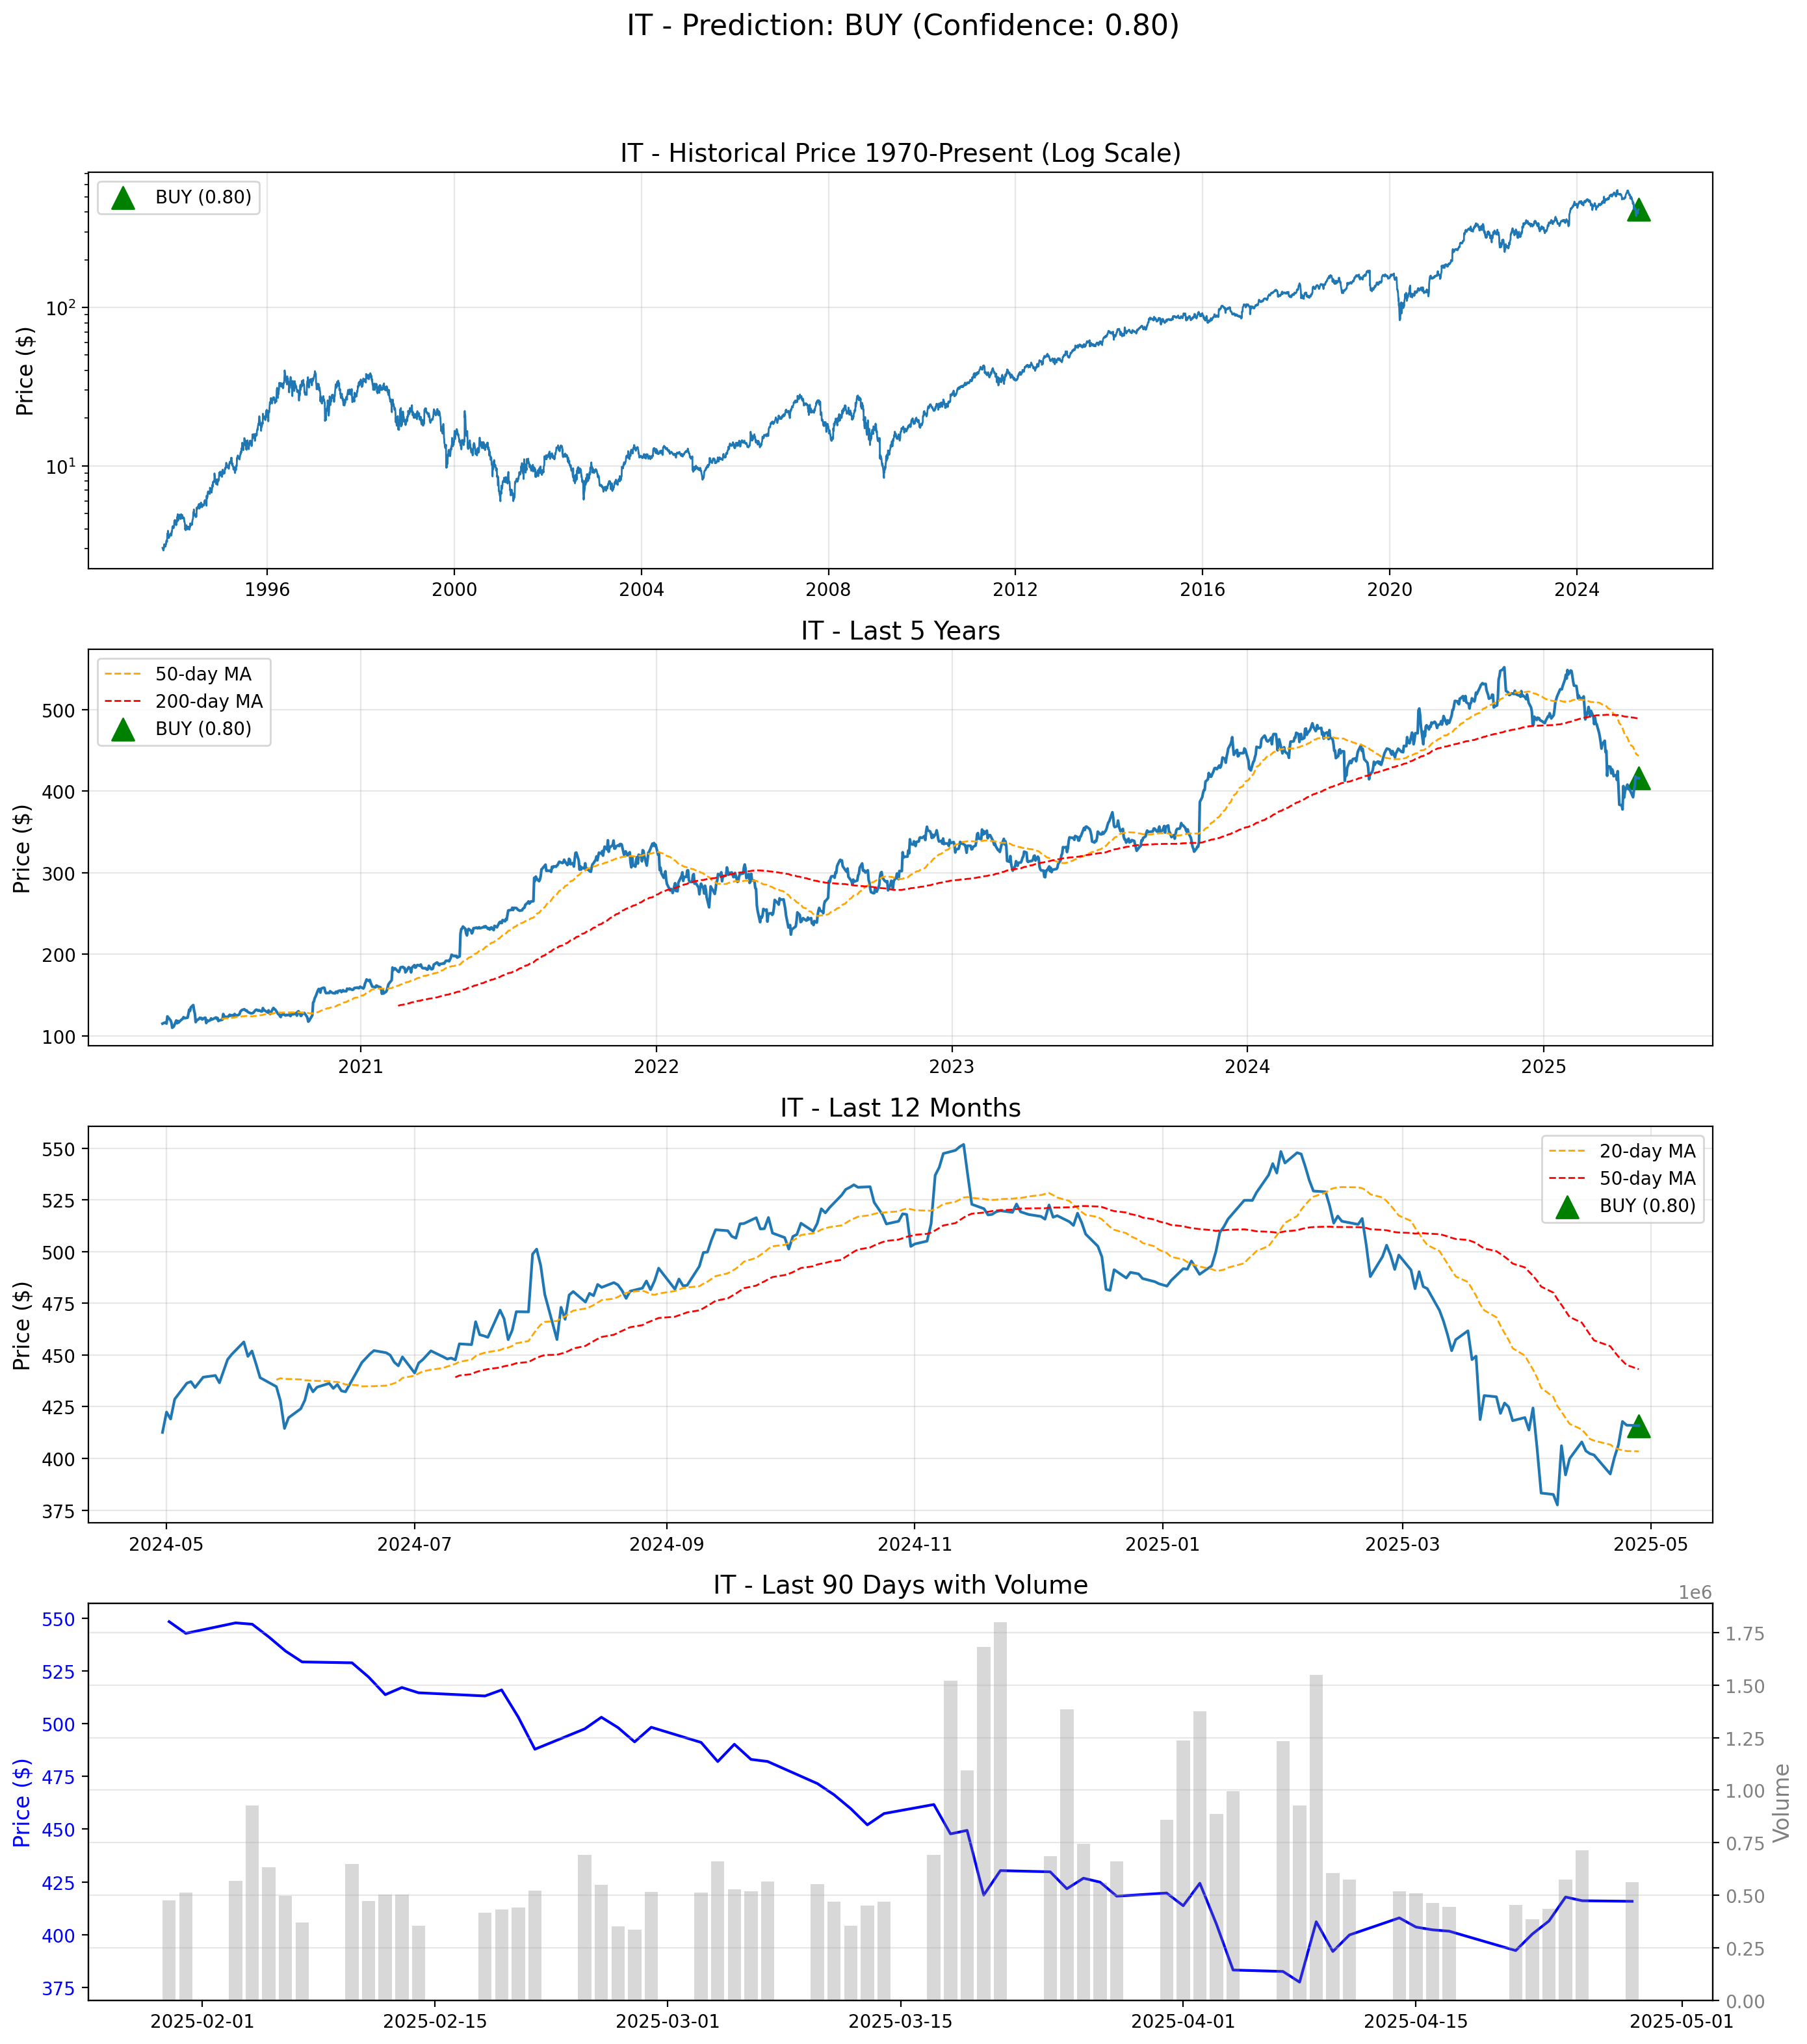 IT - Prediction: BUY (Confidence: 0.80)
IT - Historical Price 1970-Present (Log Scale)
BUY (0.80)
Price ($)
10²
10¹
1996 2000 2004 2008 2012 2016 2020 2024
IT - Last 5 Years
50-day MA
200-day MA
BUY (0.80)
Price ($)
500
400
300
200
100
2021 2022 2023 2024 2025
IT - Last 12 Months
20-day MA
50-day MA
BUY (0.80)
Price ($)
550
525
500
475
450
425
400
375
2024-05 2024-07 2024-09 2024-11 2025-01 2025-03 2025-05
IT - Last 90 Days with Volume
1e6
Price ($)
550
525
500
475
450
425
400
375
1.75
1.50
1.25
1.00
0.75
0.50
0.25
0.00
Volume
2025-02-01 2025-02-15 2025-03-01 2025-03-15 2025-04-01 2025-04-15 2025-05-01